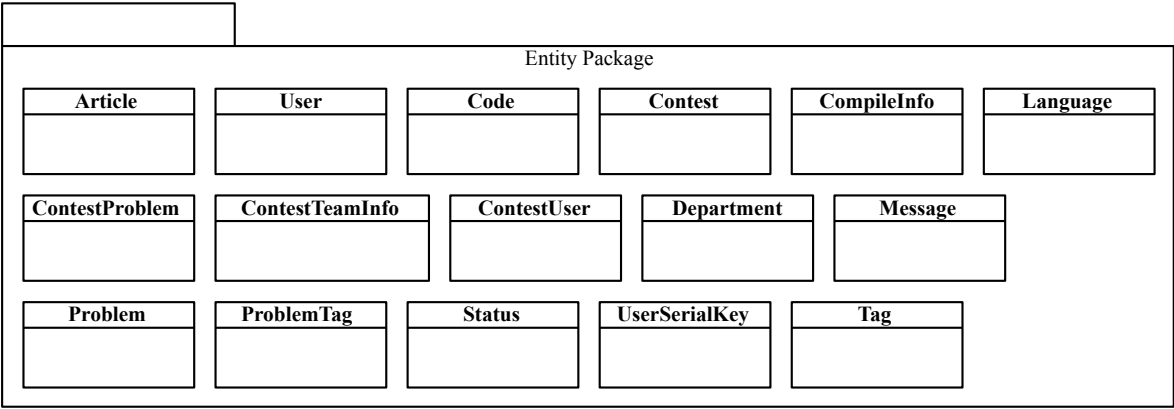 Entity Package
Article User Code Contest CompileInfo Language
ContestProblem ContestTeamInfo ContestUser Department Message
Problem ProblemTag Status UserSerialKey Tag